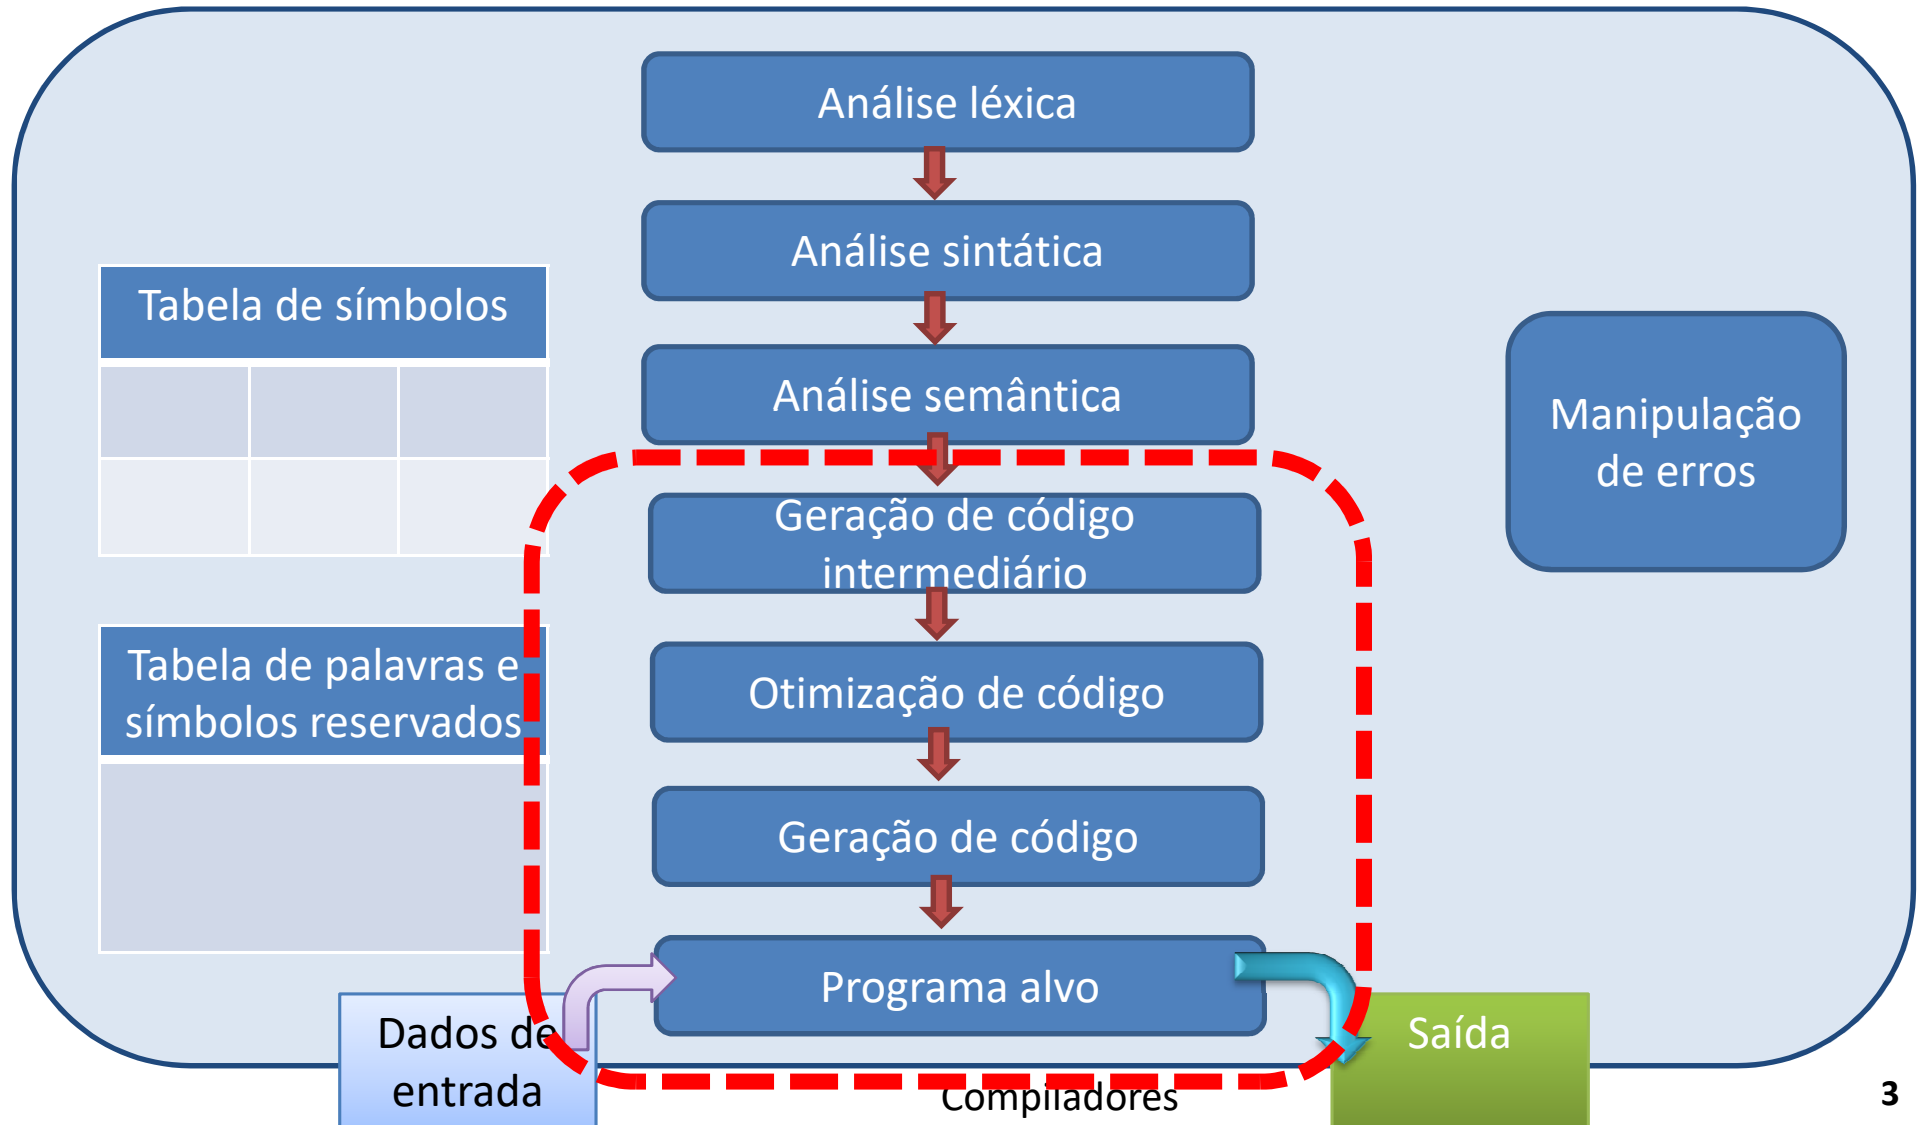 Análise léxica
Análise sintática
Tabela de símbolos
Análise semântica
Manipulação
de erros
Geração de código
intermediário
Tabela de palavras e
símbolos reservados
Otimização de código
Geração de código
Programa alvo
Dados de
entrada
Saída
Compiladores
3